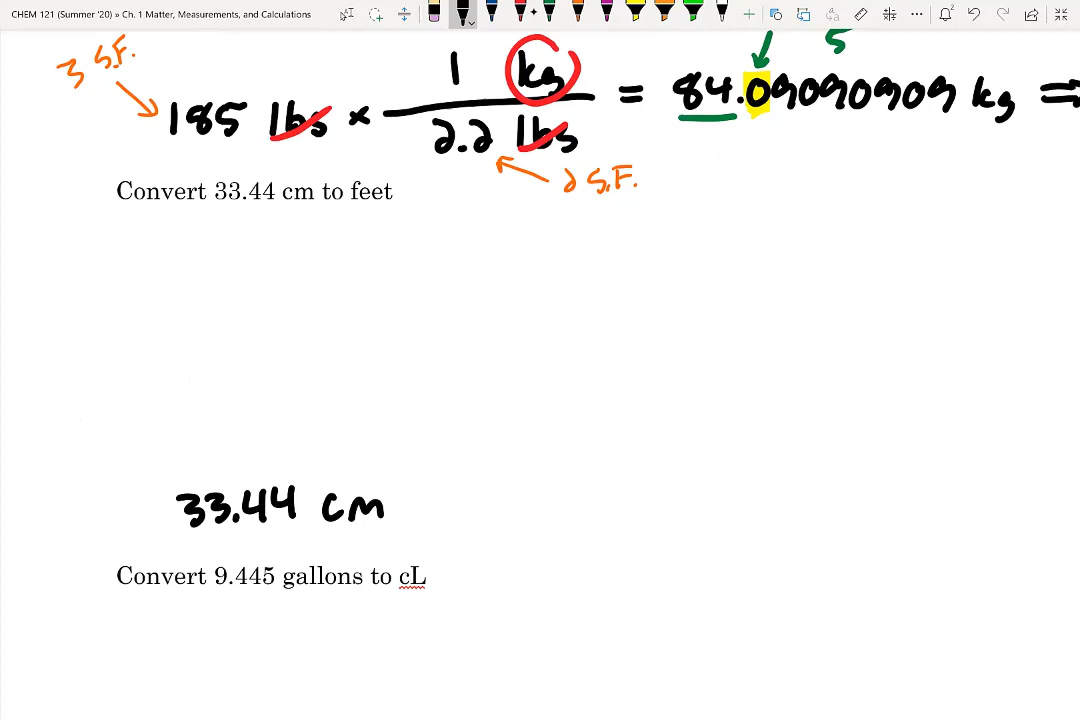 CHEM 121 (Summer '20) » Ch. 1 Matter, Measurements, and Calculations
3 S.F.
5
185 lbs × 1 kg / 2.2 lbs = 84.09090909 kg ⇒
2 S.F.
Convert 33.44 cm to feet
33.44 cm
Convert 9.445 gallons to cL